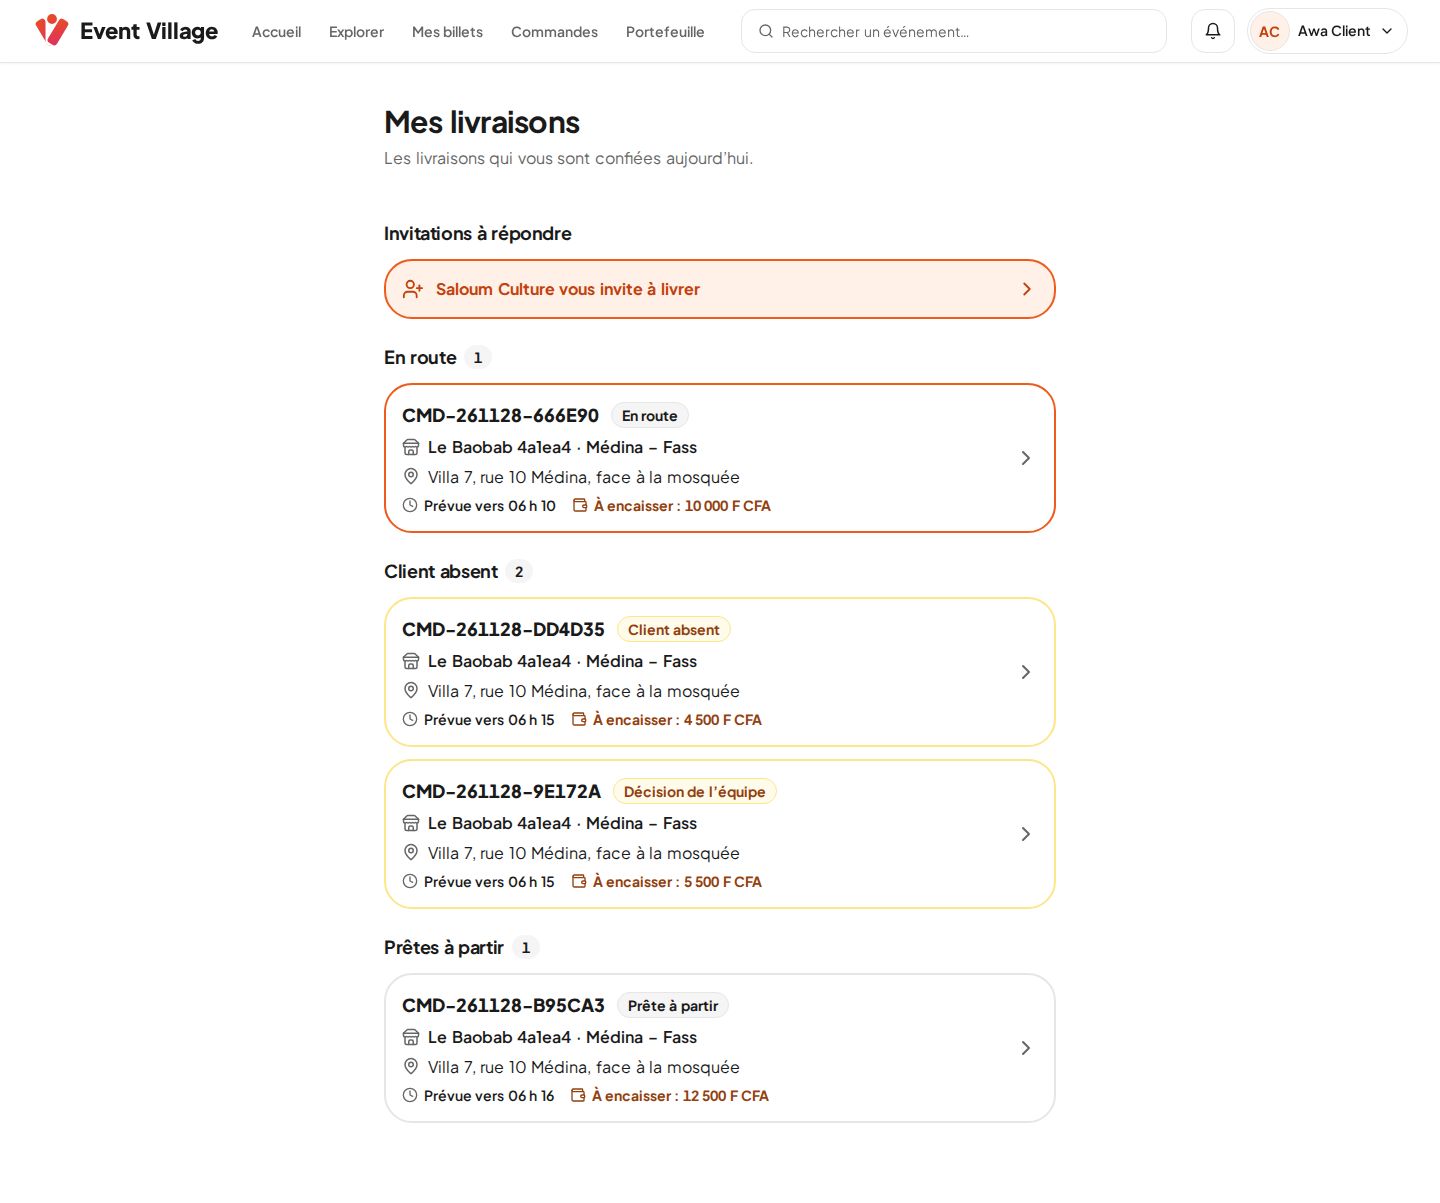 Event Village
Accueil
Explorer
Mes billets
Commandes
Portefeuille
Rechercher un événement…
AC
Awa Client
Mes livraisons
Les livraisons qui vous sont confiées aujourd’hui.
Invitations à répondre
Saloum Culture vous invite à livrer
En route 1
CMD-261128-666E90 En route
Le Baobab 4a1ea4 · Médina – Fass
Villa 7, rue 10 Médina, face à la mosquée
Prévue vers 06 h 10 À encaisser : 10 000 F CFA
Client absent 2
CMD-261128-DD4D35 Client absent
Le Baobab 4a1ea4 · Médina – Fass
Villa 7, rue 10 Médina, face à la mosquée
Prévue vers 06 h 15 À encaisser : 4 500 F CFA
CMD-261128-9E172A Décision de l’équipe
Le Baobab 4a1ea4 · Médina – Fass
Villa 7, rue 10 Médina, face à la mosquée
Prévue vers 06 h 15 À encaisser : 5 500 F CFA
Prêtes à partir 1
CMD-261128-B95CA3 Prête à partir
Le Baobab 4a1ea4 · Médina – Fass
Villa 7, rue 10 Médina, face à la mosquée
Prévue vers 06 h 16 À encaisser : 12 500 F CFA